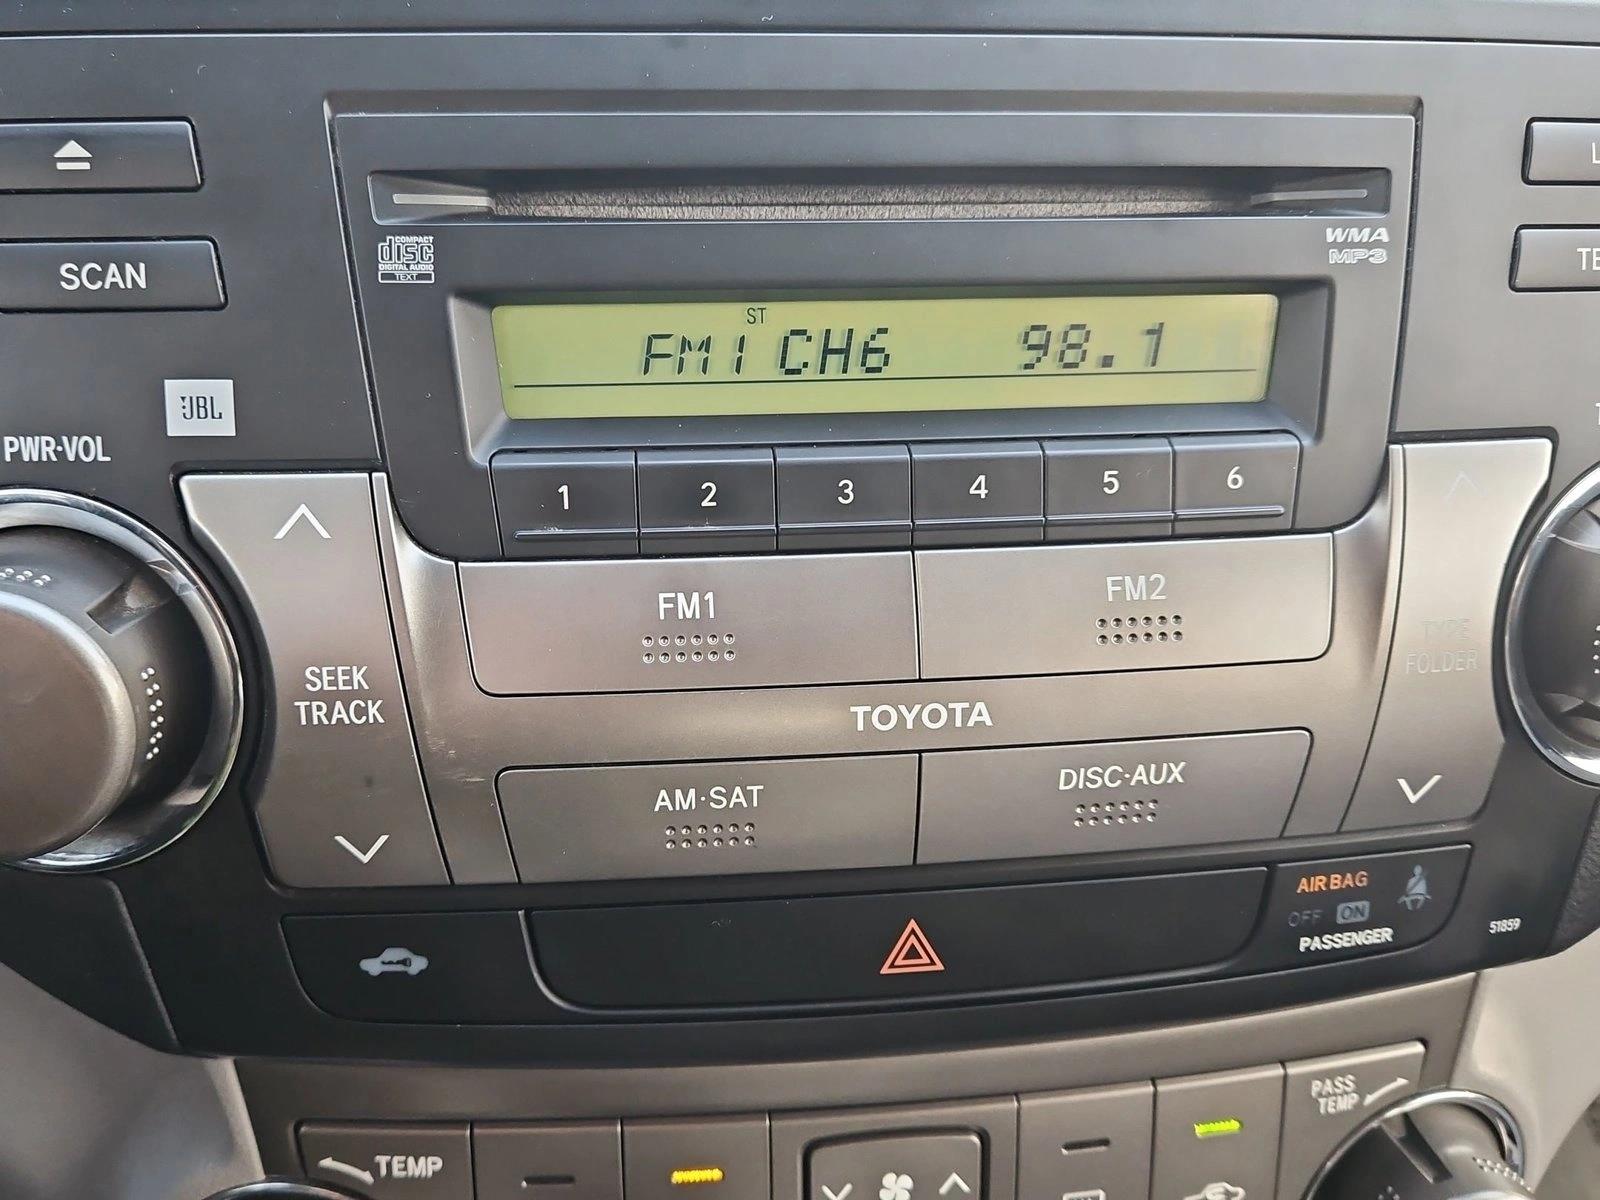 COMPACT
disc
DIGITAL AUDIO
TEXT
WMA
MP3
SCAN
ST
FM1 CH6 98.1
JBL
PWR·VOL
1 2 3 4 5 6
FM1
FM2
SEEK
TRACK
TYPE
FOLDER
TOYOTA
AM·SAT
DISC·AUX
AIR BAG
OFF ON
PASSENGER
51859
TEMP
PASS
TEMP